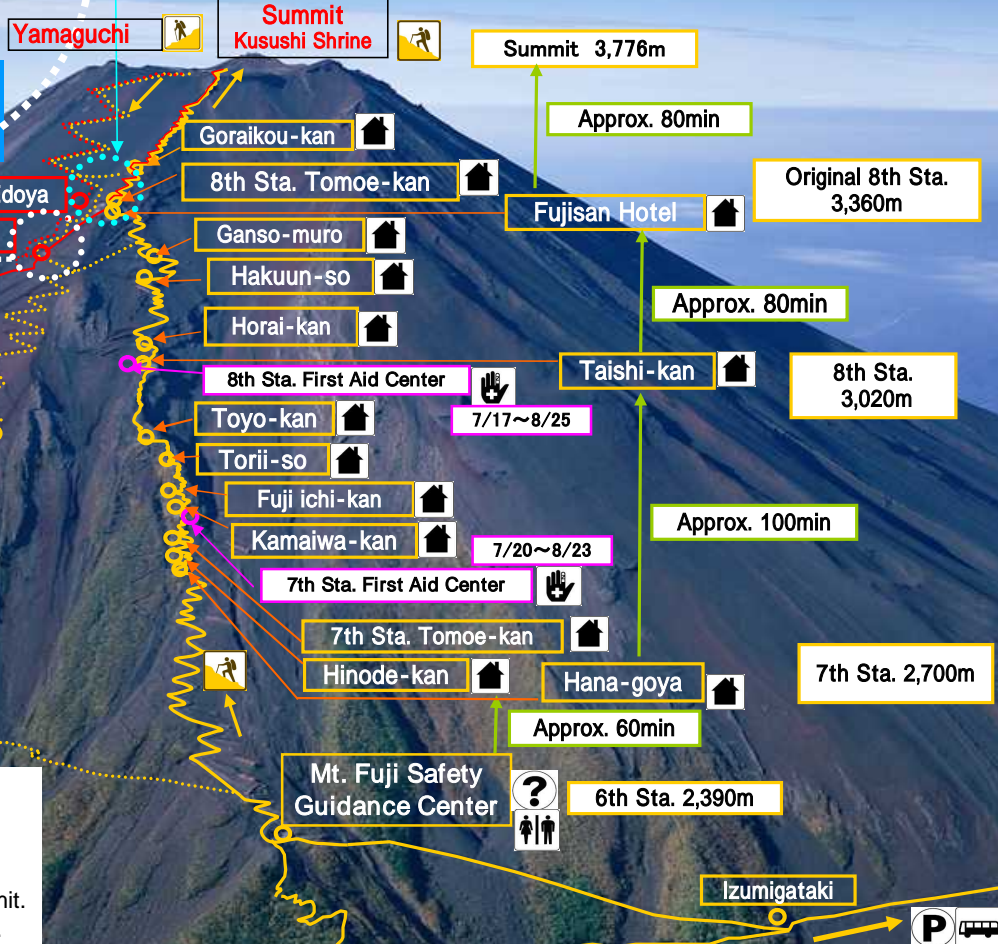 Summit
Kusushi Shrine
Yamaguchi
Summit 3,776m
Approx. 80min
Goraikou-kan
8th Sta. Tomoe-kan
Original 8th Sta.
3,360m
Fujisan Hotel
Ganso-muro
Hakuun-so
Approx. 80min
Horai-kan
Taishi-kan
8th Sta.
3,020m
8th Sta. First Aid Center
7/17～8/25
Toyo-kan
Torii-so
Fuji ichi-kan
Approx. 100min
Kamaiwa-kan
7/20～8/23
7th Sta. First Aid Center
7th Sta. Tomoe-kan
Hinode-kan
Hana-goya
7th Sta. 2,700m
Approx. 60min
Mt. Fuji Safety
Guidance Center
?
6th Sta. 2,390m
Izumigataki
P